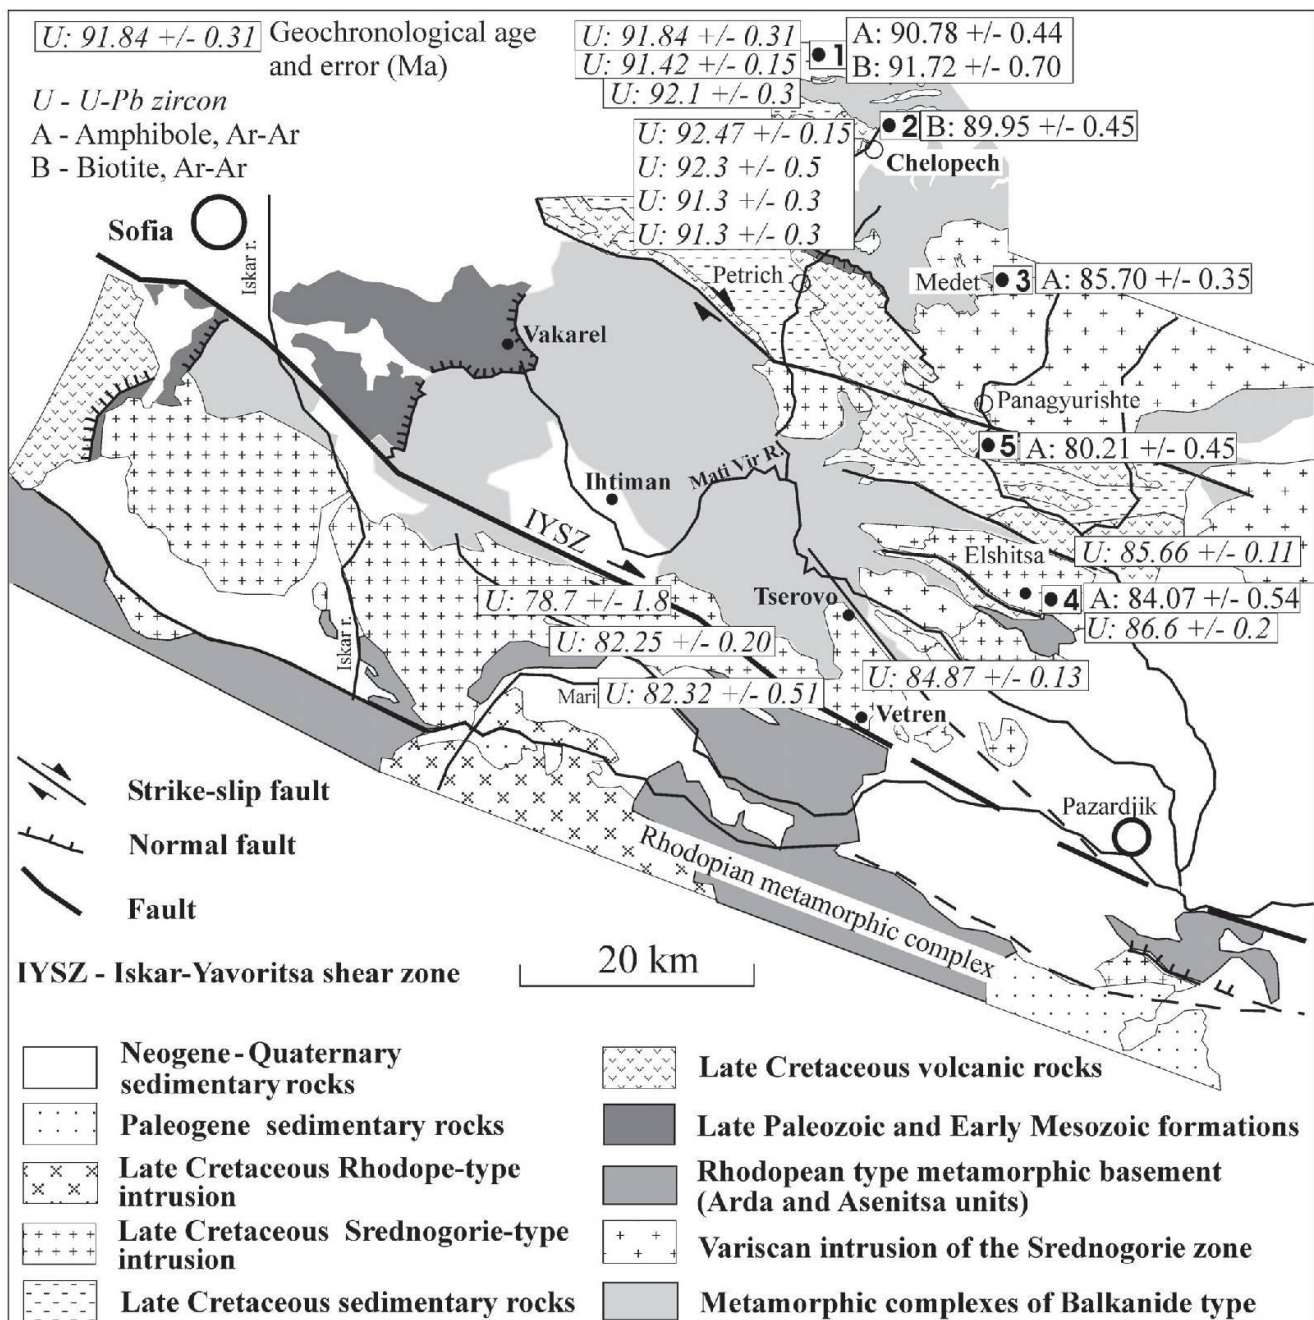 U: 91.84 +/- 0.31
Geochronological age
and error (Ma)
U - U-Pb zircon
A - Amphibole, Ar-Ar
B - Biotite, Ar-Ar
U: 91.84 +/- 0.31
U: 91.42 +/- 0.15
U: 92.1 +/- 0.3
1
A: 90.78 +/- 0.44
B: 91.72 +/- 0.70
2
B: 89.95 +/- 0.45
Chelopech
U: 92.47 +/- 0.15
U: 92.3 +/- 0.5
U: 91.3 +/- 0.3
U: 91.3 +/- 0.3
Sofia
Iskar r.
Petrich
Medet
3
A: 85.70 +/- 0.35
Vakarel
Panagyurishte
5
A: 80.21 +/- 0.45
Mati Vir R.
Ihtiman
IYSZ
Elshitsa
U: 85.66 +/- 0.11
U: 78.7 +/- 1.8
Tserovo
4
A: 84.07 +/- 0.54
U: 86.6 +/- 0.2
Iskar r.
U: 82.25 +/- 0.20
U: 84.87 +/- 0.13
Mari
U: 82.32 +/- 0.51
Vetren
Strike-slip fault
Pazardjik
Normal fault
Rhodopian metamorphic complex
Fault
20 km
IYSZ - Iskar-Yavoritsa shear zone
Neogene-Quaternary
sedimentary rocks
Paleogene sedimentary rocks
Late Cretaceous Rhodope-type
intrusion
Late Cretaceous Srednogorie-type
intrusion
Late Cretaceous sedimentary rocks
Late Cretaceous volcanic rocks
Late Paleozoic and Early Mesozoic formations
Rhodopean type metamorphic basement
(Arda and Asenitsa units)
Variscan intrusion of the Srednogorie zone
Metamorphic complexes of Balkanide type